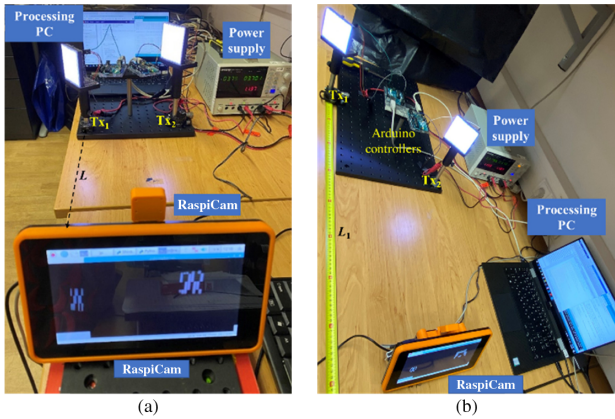 Processing
PC
Power
supply
Tx1
Tx2
L
RaspiCam
RaspiCam
(a)
Tx1
Arduino
controllers
Power
supply
Tx2
Processing
PC
L1
RaspiCam
(b)